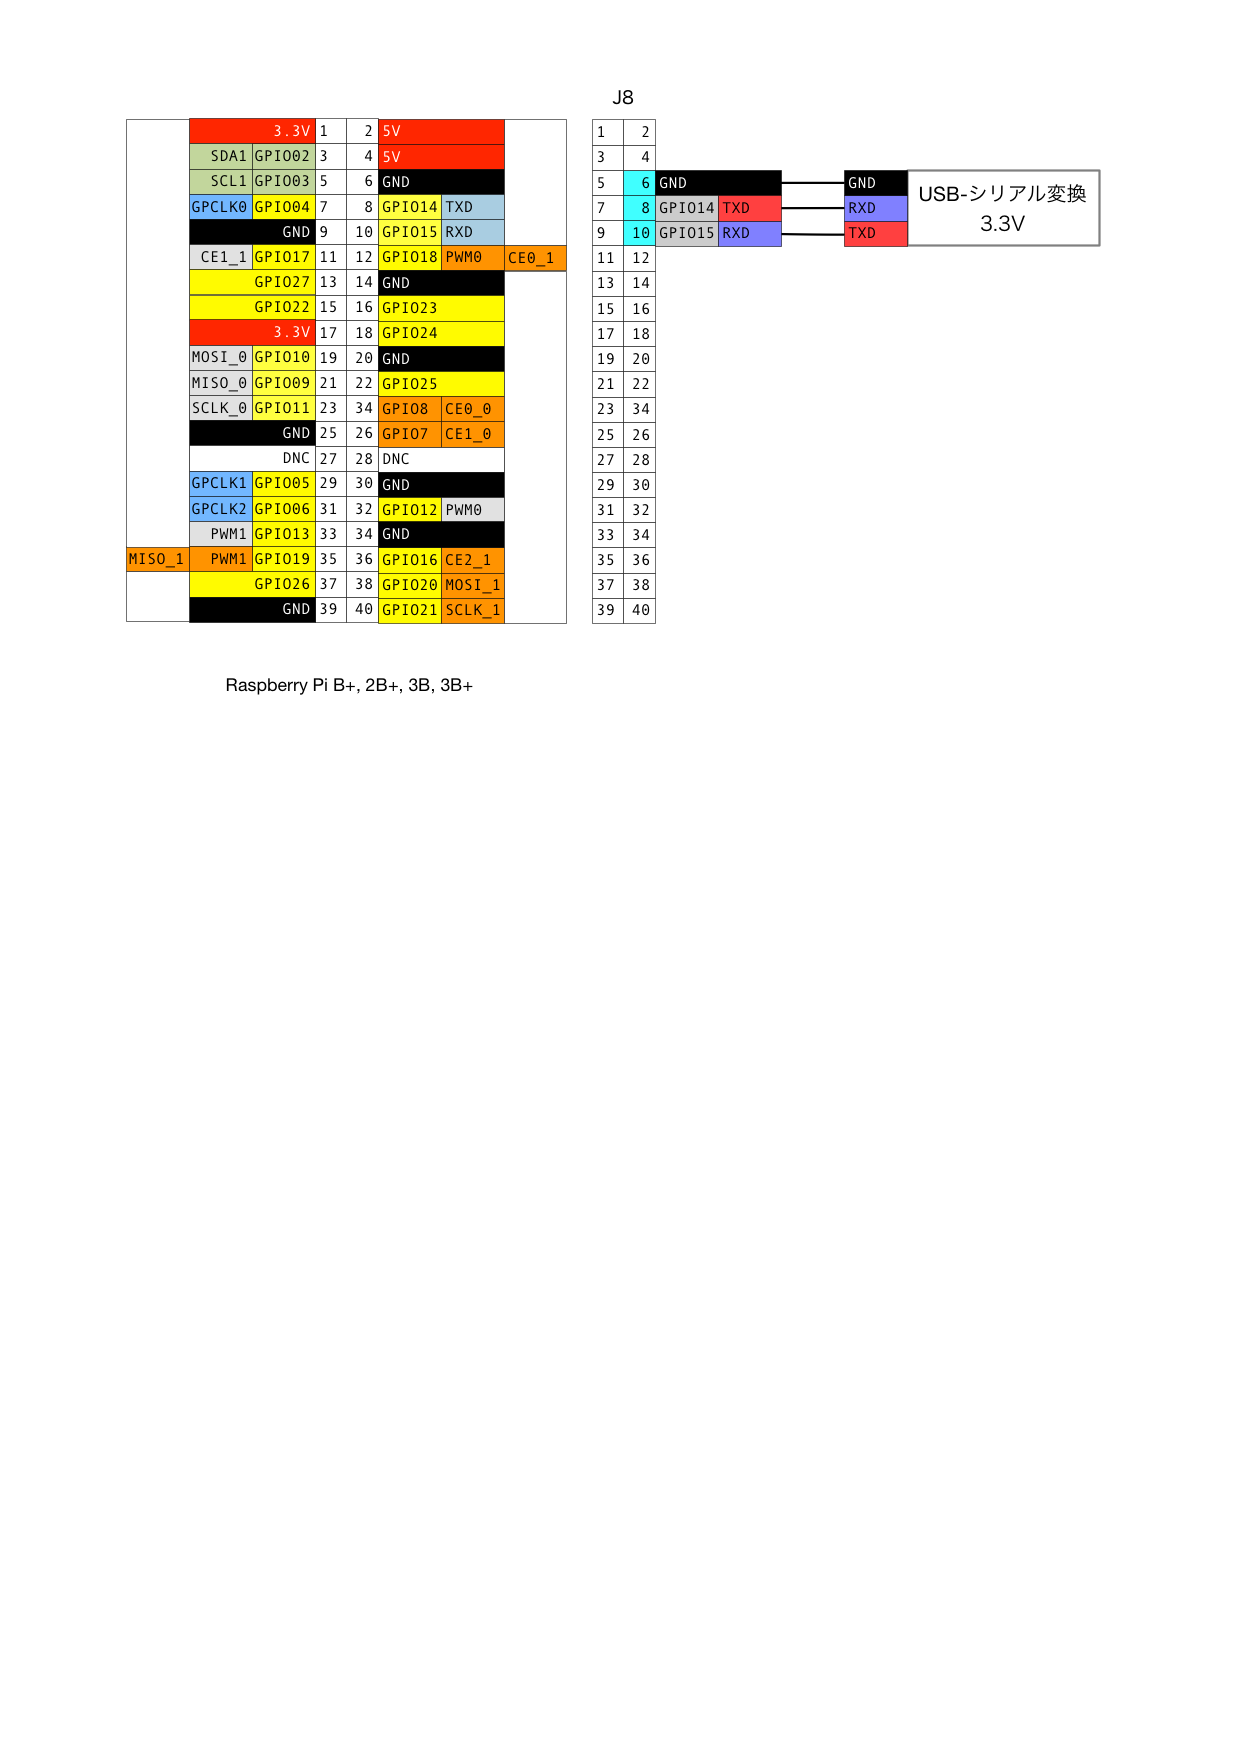 J8
3.3V 1 2 5V
SDA1 GPIO02 3 4 5V
SCL1 GPIO03 5 6 GND
GPCLK0 GPIO04 7 8 GPIO14 TXD
GND 9 10 GPIO15 RXD
CE1_1 GPIO17 11 12 GPIO18 PWM0 CE0_1
GPIO27 13 14 GND
GPIO22 15 16 GPIO23
3.3V 17 18 GPIO24
MOSI_0 GPIO10 19 20 GND
MISO_0 GPIO09 21 22 GPIO25
SCLK_0 GPIO11 23 34 GPIO8 CE0_0
GND 25 26 GPIO7 CE1_0
DNC 27 28 DNC
GPCLK1 GPIO05 29 30 GND
GPCLK2 GPIO06 31 32 GPIO12 PWM0
PWM1 GPIO13 33 34 GND
MISO_1 PWM1 GPIO19 35 36 GPIO16 CE2_1
GPIO26 37 38 GPIO20 MOSI_1
GND 39 40 GPIO21 SCLK_1
1 2
3 4
5 6 GND GND
7 8 GPIO14 TXD RXD
9 10 GPIO15 RXD TXD
USB-シリアル変換
3.3V
11 12
13 14
15 16
17 18
19 20
21 22
23 34
25 26
27 28
29 30
31 32
33 34
35 36
37 38
39 40
Raspberry Pi B+, 2B+, 3B, 3B+